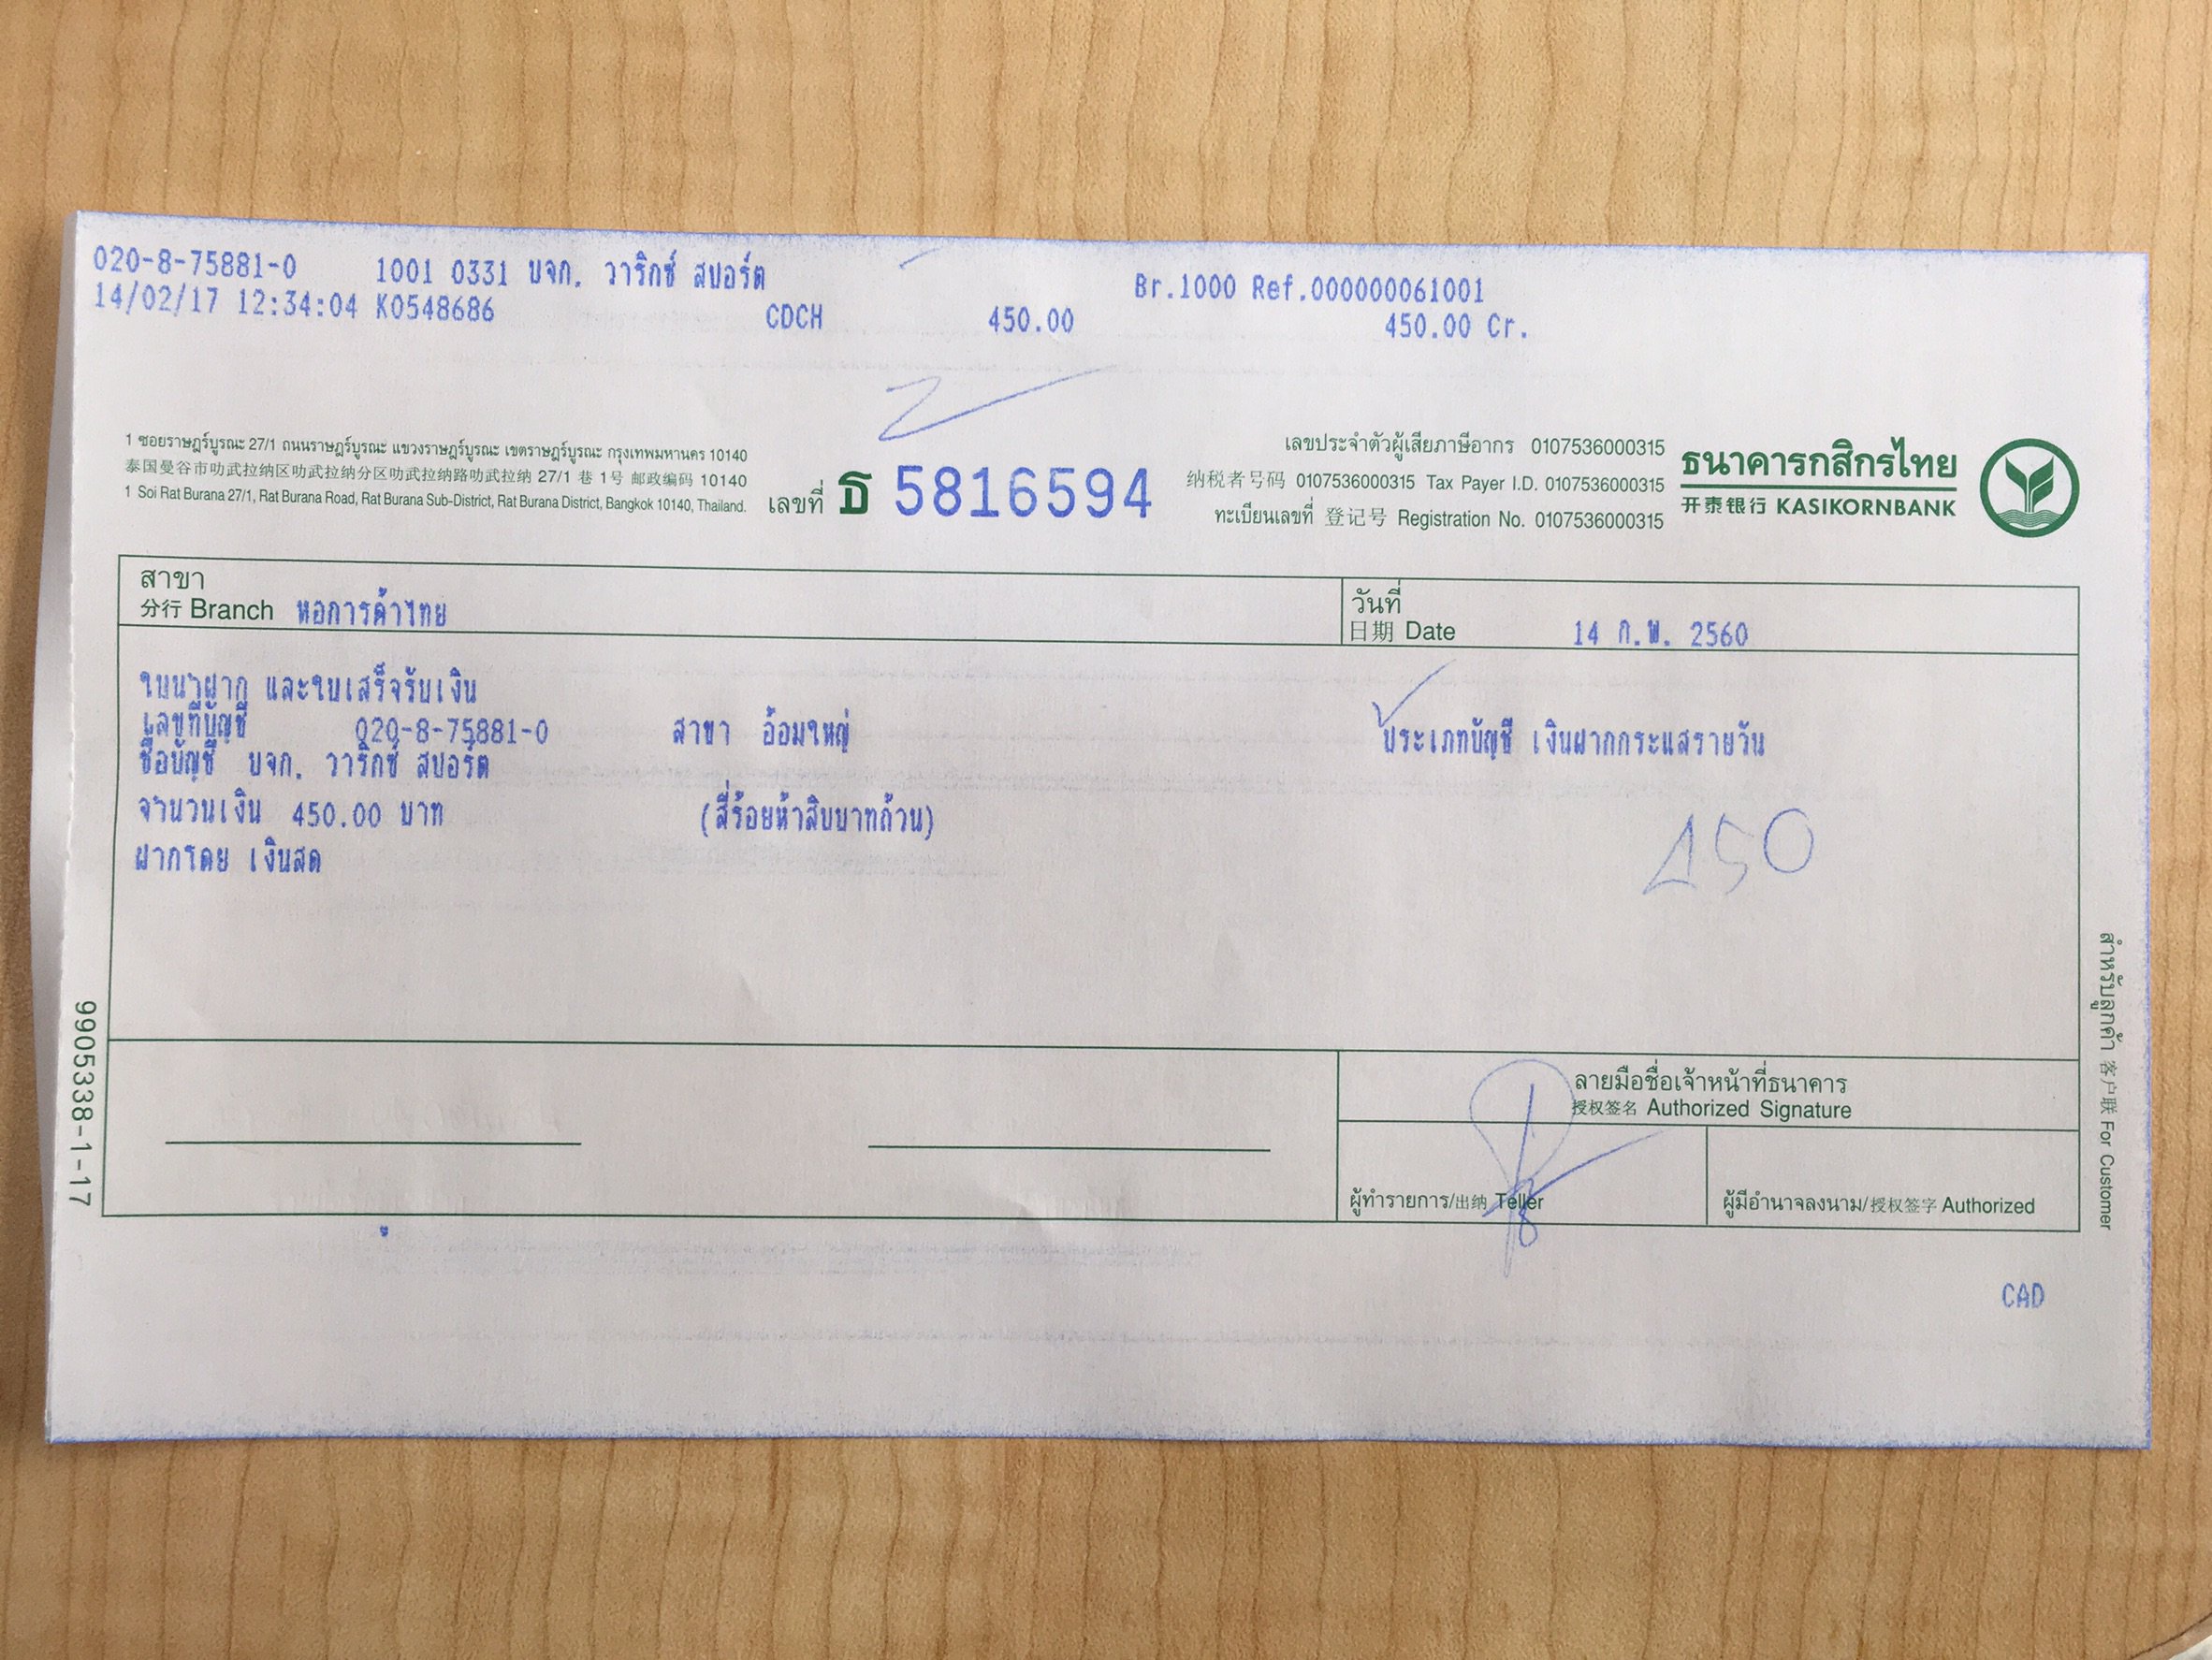 020-8-75881-0 1001 0331 บจก. วาริกซ์ สปอร์ต Br.1000 Ref.000000061001
14/02/17 12:34:04 K0548686 CDCH 450.00 450.00 Cr.
1 ซอยราษฎร์บูรณะ 27/1 ถนนราษฎร์บูรณะ แขวงราษฎร์บูรณะ เขตราษฎร์บูรณะ กรุงเทพมหานคร 10140
泰国曼谷市叻武拉纳区叻武拉纳分区叻武拉纳路叻武拉纳 27/1 巷 1号 邮政编码 10140
1 Soi Rat Burana 27/1, Rat Burana Road, Rat Burana Sub-District, Rat Burana District, Bangkok 10140, Thailand.
เลขที่ ธ 5816594
เลขประจำตัวผู้เสียภาษีอากร 0107536000315
纳税者号码 0107536000315 Tax Payer I.D. 0107536000315
ทะเบียนเลขที่ 登记号 Registration No. 0107536000315
ธนาคารกสิกรไทย
开泰银行 KASIKORNBANK
สาขา
分行 Branch หอการค้าไทย
วันที่
日期 Date 14 ก.พ. 2560
ใบนำฝาก และใบเสร็จรับเงิน
เลขที่บัญชี 020-8-75881-0 สาขา อ้อมใหญ่ ประเภทบัญชี เงินฝากกระแสรายวัน
ชื่อบัญชี บจก. วาริกซ์ สปอร์ต
จำนวนเงิน 450.00 บาท (สี่ร้อยห้าสิบบาทถ้วน)
450
ฝากโดย เงินสด
ลายมือชื่อเจ้าหน้าที่ธนาคาร
授权签名 Authorized Signature
ผู้ทำรายการ/出纳 Teller
ผู้มีอำนาจลงนาม/授权签字 Authorized
สำหรับลูกค้า 客户联 For Customer
9905338-1-17
CAD